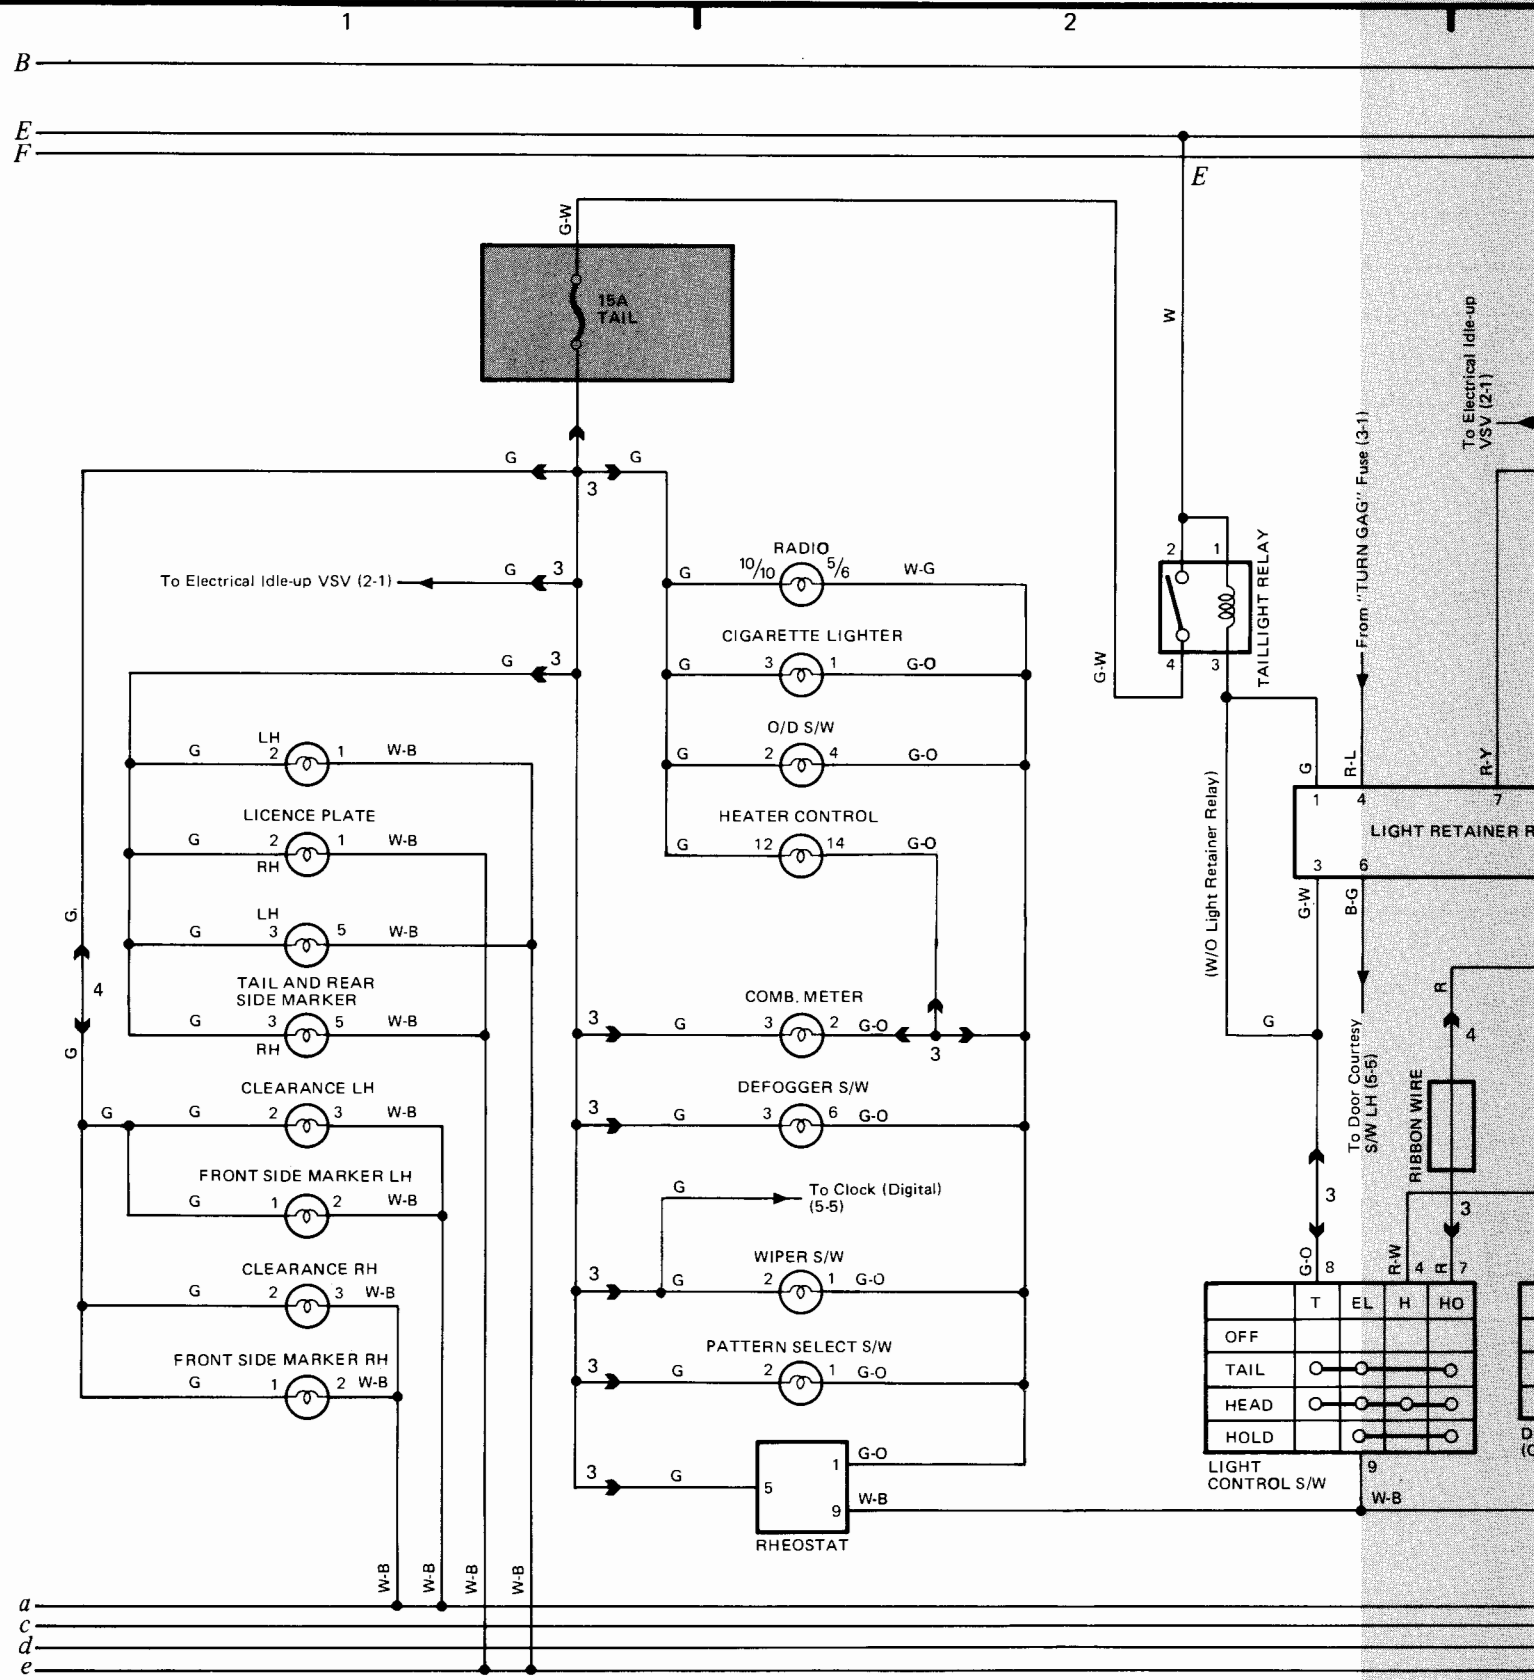 1
2
B
E
F
E
G-W
15A
TAIL
W
To Electrical Idle-up
VSV (2-1)
From "TURN GAG" Fuse (3-1)
G
G
3
To Electrical Idle-up VSV (2-1)
G
3
G
3
RADIO
G
10/10
5/6
W-G
CIGARETTE LIGHTER
G
3
1
G-O
O/D S/W
G
2
4
G-O
HEATER CONTROL
G
12
14
G-O
2
1
4
3
TAILLIGHT RELAY
G-W
LH
G
2
1
W-B
LICENCE PLATE
G
2
1
W-B
RH
LH
G
3
5
W-B
TAIL AND REAR
SIDE MARKER
G
3
5
W-B
RH
G
4
G
CLEARANCE LH
G
G
2
3
W-B
FRONT SIDE MARKER LH
G
1
2
W-B
CLEARANCE RH
G
2
3
W-B
FRONT SIDE MARKER RH
G
1
2
W-B
COMB. METER
3
G
3
2
G-O
3
DEFOGGER S/W
3
G
3
6
G-O
G
To Clock (Digital)
(5-5)
WIPER S/W
3
G
2
1
G-O
PATTERN SELECT S/W
3
G
2
1
G-O
3
G
5
1
G-O
9
W-B
RHEOSTAT
(W/O Light Retainer Relay)
G
R-L
R-Y
1
4
7
LIGHT RETAINER R
3
6
G-W
B-G
G
To Door Courtesy
S/W LH (5-5)
R
4
RIBBON WIRE
3
3
G-O
8
R-W
4
R
7
T EL H HO
OFF
TAIL
HEAD
HOLD
LIGHT
CONTROL S/W
9
W-B
D
(C
W-B
W-B
W-B
W-B
a
c
d
e